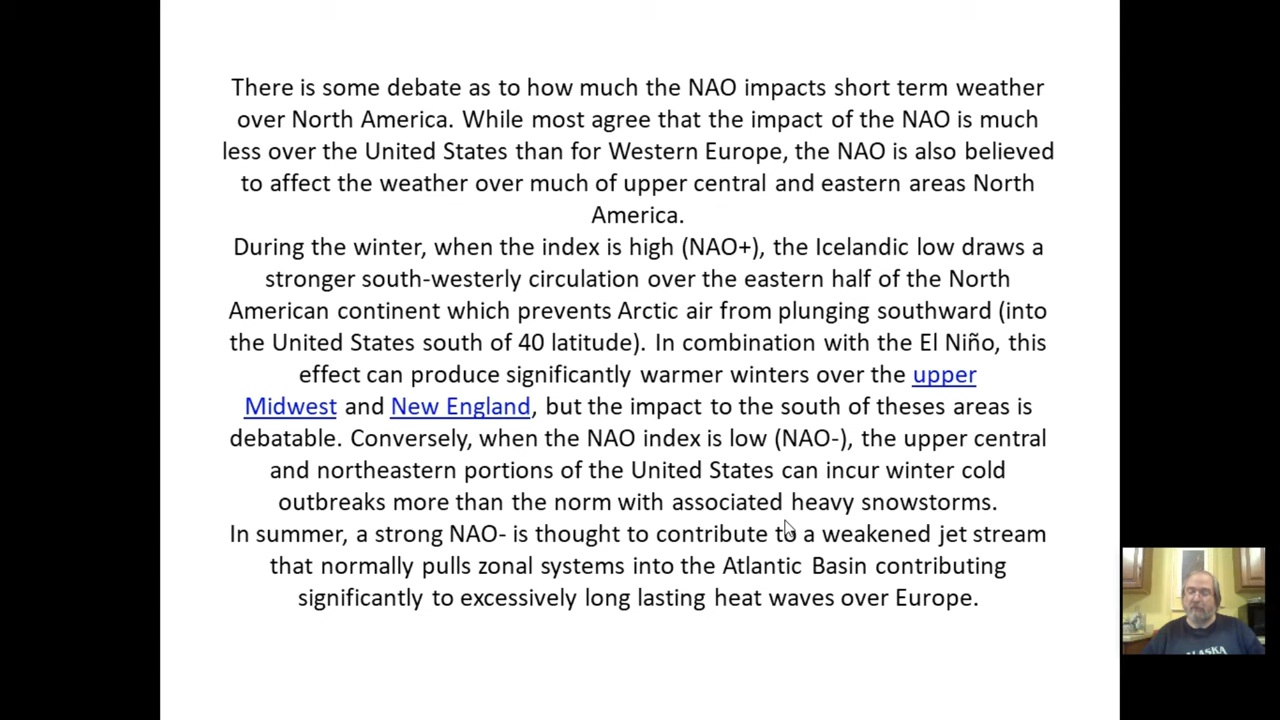 There is some debate as to how much the NAO impacts short term weather
over North America. While most agree that the impact of the NAO is much
less over the United States than for Western Europe, the NAO is also believed
to affect the weather over much of upper central and eastern areas North
America.
During the winter, when the index is high (NAO+), the Icelandic low draws a
stronger south-westerly circulation over the eastern half of the North
American continent which prevents Arctic air from plunging southward (into
the United States south of 40 latitude). In combination with the El Niño, this
effect can produce significantly warmer winters over the upper
Midwest and New England, but the impact to the south of theses areas is
debatable. Conversely, when the NAO index is low (NAO-), the upper central
and northeastern portions of the United States can incur winter cold
outbreaks more than the norm with associated heavy snowstorms.
In summer, a strong NAO- is thought to contribute to a weakened jet stream
that normally pulls zonal systems into the Atlantic Basin contributing
significantly to excessively long lasting heat waves over Europe.
ALASKA